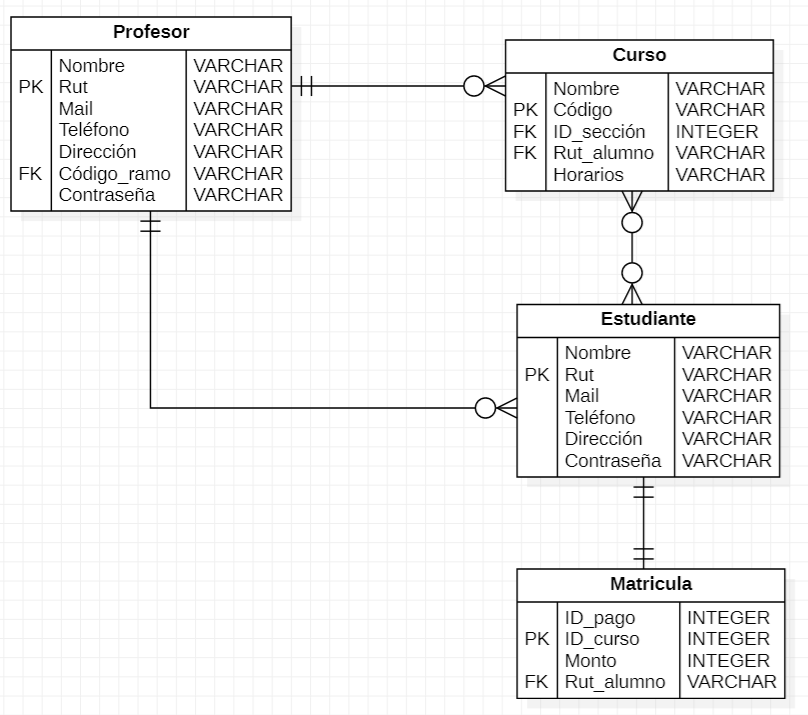 Profesor
Nombre VARCHAR
PK Rut VARCHAR
Mail VARCHAR
Teléfono VARCHAR
Dirección VARCHAR
FK Código_ramo VARCHAR
Contraseña VARCHAR
Curso
Nombre VARCHAR
PK Código VARCHAR
FK ID_sección INTEGER
FK Rut_alumno VARCHAR
Horarios VARCHAR
Estudiante
Nombre VARCHAR
PK Rut VARCHAR
Mail VARCHAR
Teléfono VARCHAR
Dirección VARCHAR
Contraseña VARCHAR
Matricula
ID_pago INTEGER
PK ID_curso INTEGER
Monto INTEGER
FK Rut_alumno VARCHAR